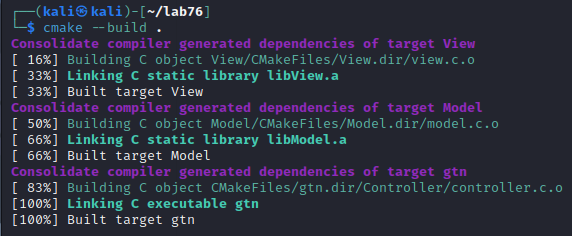 ┌──(kali㉿kali)-[~/lab76]
└─$ cmake --build .
Consolidate compiler generated dependencies of target View
[ 16%] Building C object View/CMakeFiles/View.dir/view.c.o
[ 33%] Linking C static library libView.a
[ 33%] Built target View
Consolidate compiler generated dependencies of target Model
[ 50%] Building C object Model/CMakeFiles/Model.dir/model.c.o
[ 66%] Linking C static library libModel.a
[ 66%] Built target Model
Consolidate compiler generated dependencies of target gtn
[ 83%] Building C object CMakeFiles/gtn.dir/Controller/controller.c.o
[100%] Linking C executable gtn
[100%] Built target gtn